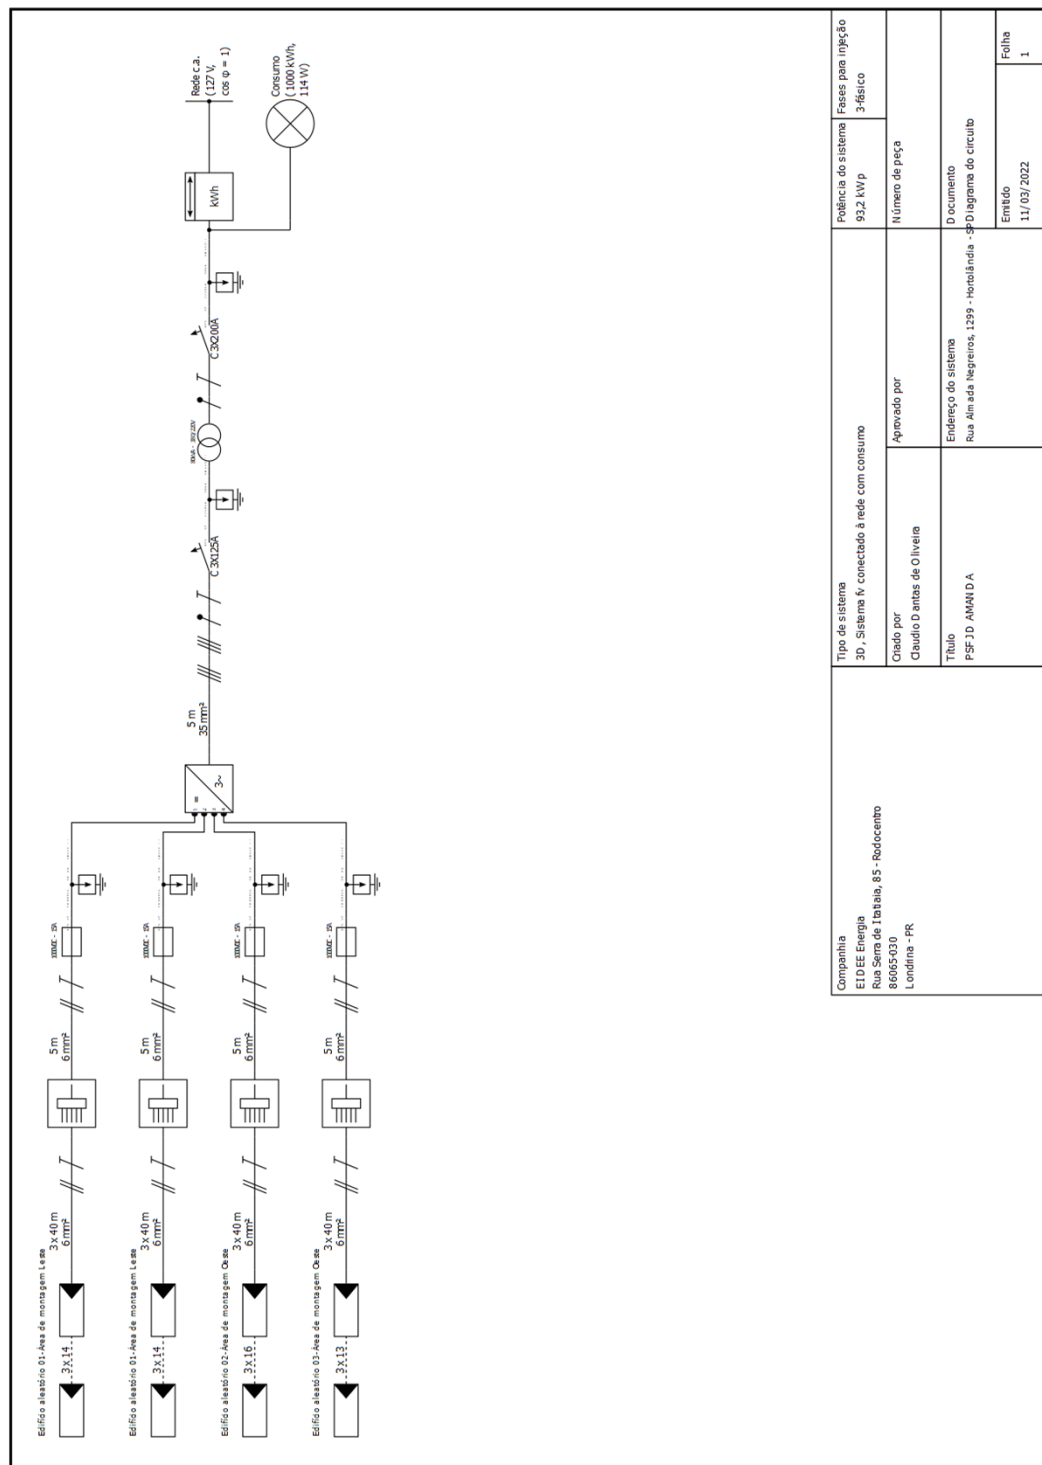 Rede c.a.
(127 V,
cos φ = 1)
Consumo
(1000 kWh,
114 W)
kWh
C 3X200A
C 3X125A
5 m
35 mm²
3~
=
1
2
3
4
5 m
6 mm²
5 m
6 mm²
5 m
6 mm²
5 m
6 mm²
3 x 40 m
6 mm²
3 x 40 m
6 mm²
3 x 40 m
6 mm²
3 x 40 m
6 mm²
Edifício aleatório 01-Área de montagem Leste
3 x 14
Edifício aleatório 01-Área de montagem Leste
3 x 14
Edifício aleatório 02-Área de montagem Oeste
3 x 16
Edifício aleatório 03-Área de montagem Oeste
3 x 13
Companhia
EIDEE Energia
Rua Serra de Itatiaia, 85 - Rodocentro
86065-030
Londrina - PR
Tipo de sistema
3D, Sistema fv conectado à rede com consumo
Potência do sistema
93,2 kWp
Fases para injeção
3-fásico
Criado por
Claudio Dantas de Oliveira
Aprovado por
Número de peça
Título
PSF JD AMANDA
Endereço do sistema
Rua Almada Negreiros, 1299 - Hortolândia - SP
Documento
Diagrama do circuito
Emitido
11/03/2022
Folha
1